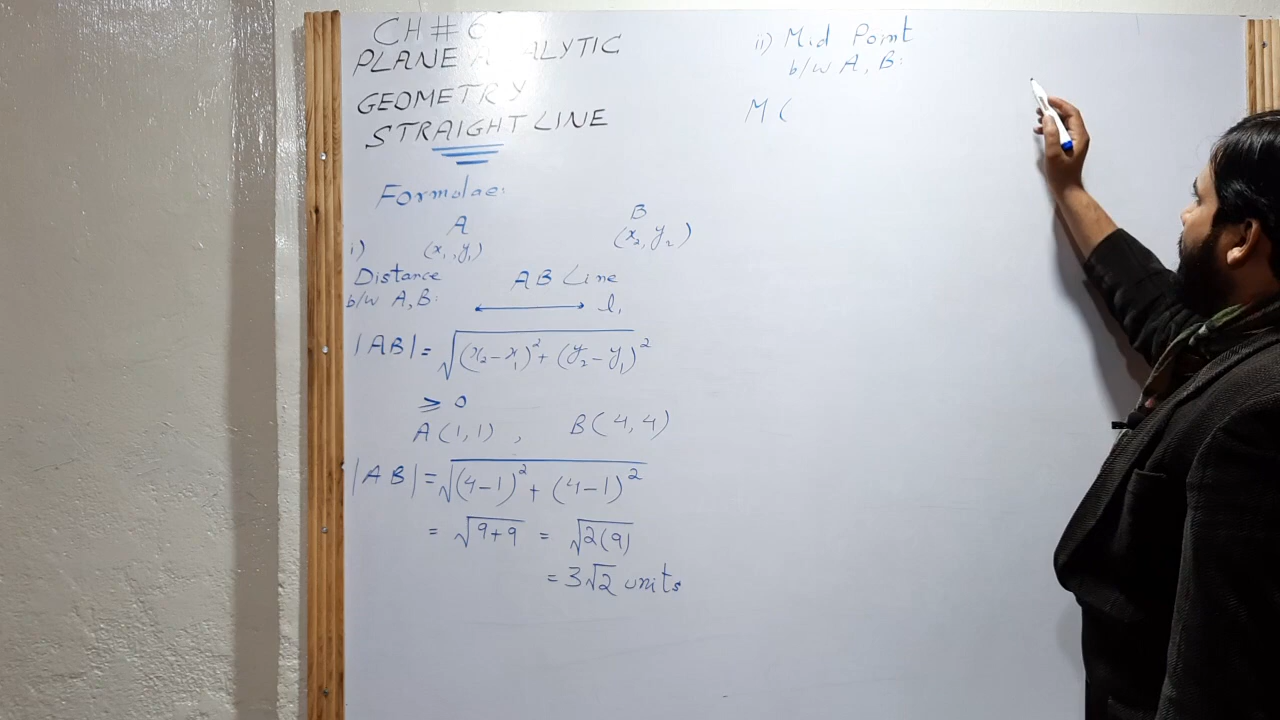 CH # 6
PLANE ANALYTIC
GEOMETRY
STRAIGHT LINE
Formulae:
A B
i) (x₁, y₁) (x₂, y₂)
Distance AB Line
b/w A, B: l₁
|AB| = √((x₂-x₁)² + (y₂-y₁)²)
≥ 0
A(1,1) , B(4,4)
|AB| = √((4-1)² + (4-1)²)
= √(9+9) = √(2(9))
= 3√2 units
ii) Mid Point
b/w A, B:
M (